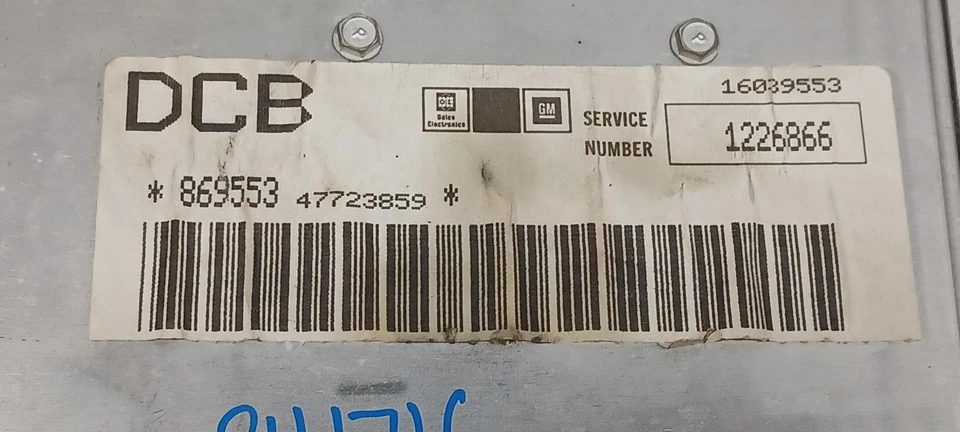 DCB
Delco
Electronics
GM
16039553
SERVICE
NUMBER
1226866
* 869553 47723859 *